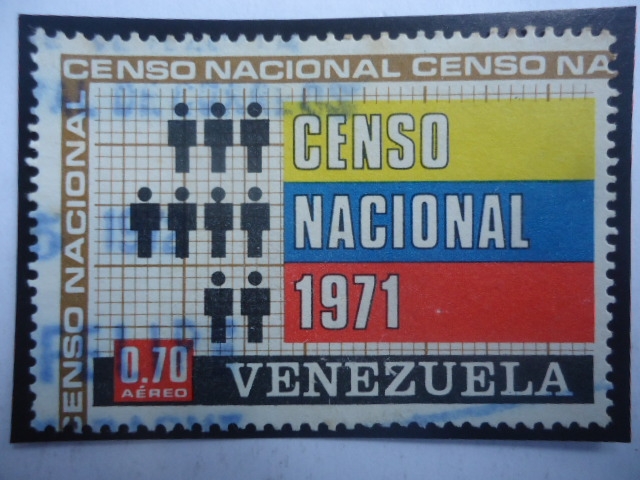 CENSO NACIONAL CENSO NA
CENSO NACIONAL
CENSO
NACIONAL
1971
0,70
AÉREO
VENEZUELA